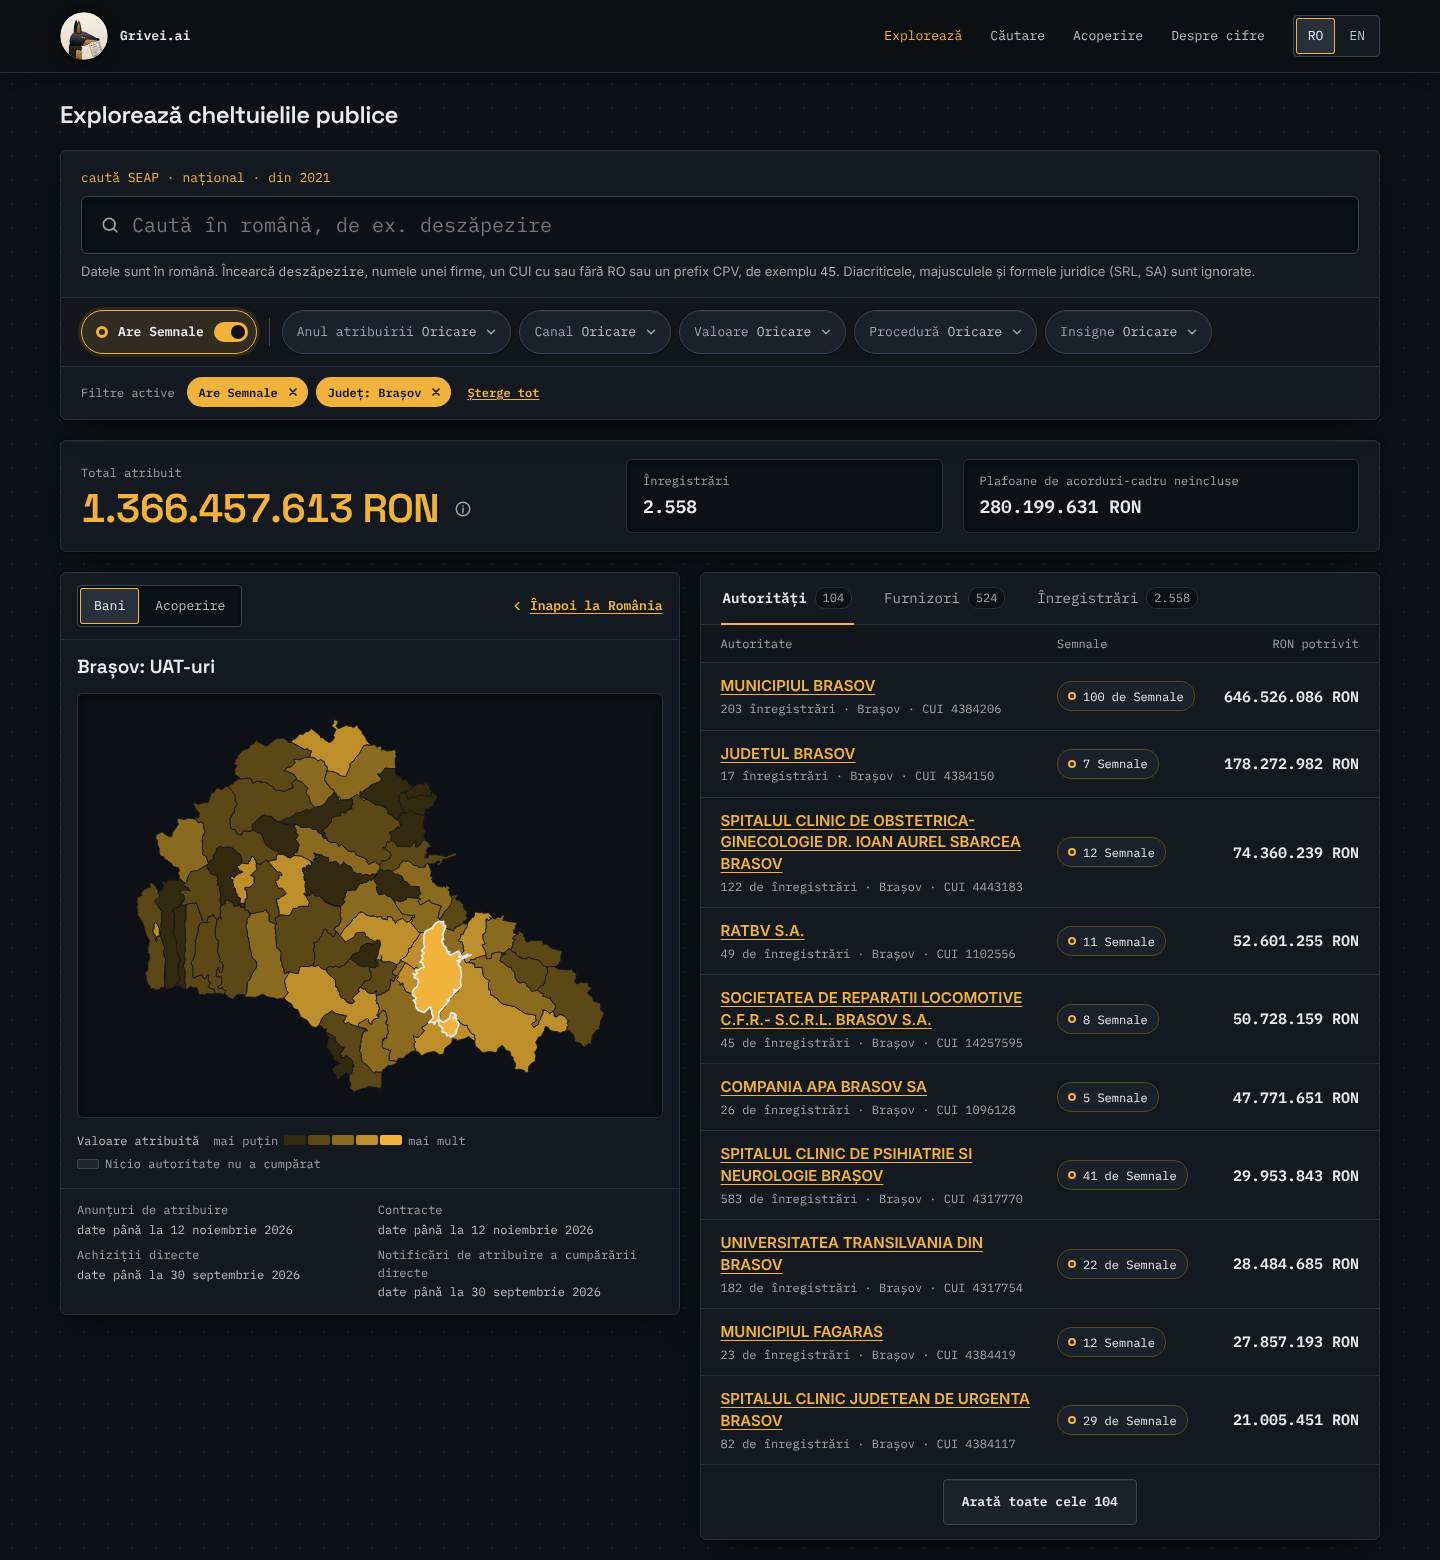 Grivei.ai
Explorează
Căutare
Acoperire
Despre cifre
RO
EN
Explorează cheltuielile publice
caută SEAP · național · din 2021
Caută în română, de ex. deszăpezire
Datele sunt în română. Încearcă deszăpezire, numele unei firme, un CUI cu sau fără RO sau un prefix CPV, de exemplu 45. Diacriticele, majusculele și formele juridice (SRL, SA) sunt ignorate.
Are Semnale
Anul atribuirii Oricare
Canal Oricare
Valoare Oricare
Procedură Oricare
Insigne Oricare
Filtre active
Are Semnale ×
Județ: Brașov ×
Șterge tot
Total atribuit
1.366.457.613 RON
Înregistrări
2.558
Plafoane de acorduri-cadru neincluse
280.199.631 RON
Bani
Acoperire
Înapoi la România
Brașov: UAT-uri
Valoare atribuită mai puțin mai mult
Nicio autoritate nu a cumpărat
Anunțuri de atribuire
date până la 12 noiembrie 2026
Contracte
date până la 12 noiembrie 2026
Achiziții directe
date până la 30 septembrie 2026
Notificări de atribuire a cumpărării
directe
date până la 30 septembrie 2026
Autorități 104
Furnizori 524
Înregistrări 2.558
Autoritate
Semnale
RON potrivit
MUNICIPIUL BRASOV
203 înregistrări · Brașov · CUI 4384206
100 de Semnale
646.526.086 RON
JUDETUL BRASOV
17 înregistrări · Brașov · CUI 4384150
7 Semnale
178.272.982 RON
SPITALUL CLINIC DE OBSTETRICA-
GINECOLOGIE DR. IOAN AUREL SBARCEA
BRASOV
122 de înregistrări · Brașov · CUI 4443183
12 Semnale
74.360.239 RON
RATBV S.A.
49 de înregistrări · Brașov · CUI 1102556
11 Semnale
52.601.255 RON
SOCIETATEA DE REPARATII LOCOMOTIVE
C.F.R.- S.C.R.L. BRASOV S.A.
45 de înregistrări · Brașov · CUI 14257595
8 Semnale
50.728.159 RON
COMPANIA APA BRASOV SA
26 de înregistrări · Brașov · CUI 1096128
5 Semnale
47.771.651 RON
SPITALUL CLINIC DE PSIHIATRIE SI
NEUROLOGIE BRAȘOV
583 de înregistrări · Brașov · CUI 4317770
41 de Semnale
29.953.843 RON
UNIVERSITATEA TRANSILVANIA DIN
BRASOV
182 de înregistrări · Brașov · CUI 4317754
22 de Semnale
28.484.685 RON
MUNICIPIUL FAGARAS
23 de înregistrări · Brașov · CUI 4384419
12 Semnale
27.857.193 RON
SPITALUL CLINIC JUDETEAN DE URGENTA
BRASOV
82 de înregistrări · Brașov · CUI 4384117
29 de Semnale
21.005.451 RON
Arată toate cele 104